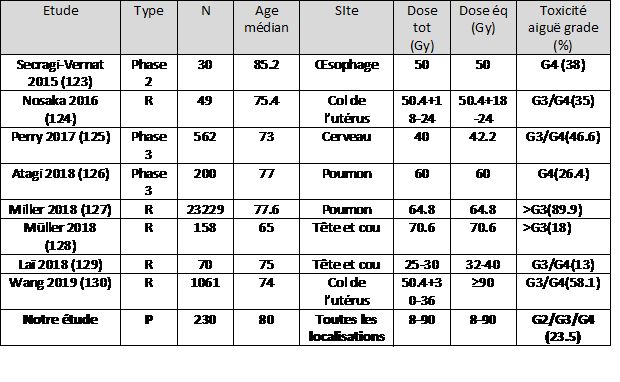 Etude Type N Age médian SIte Dose tot (Gy) Dose éq (Gy) Toxicité aiguë grade (%)
Secragi-Vernat 2015 (123) Phase 2 30 85.2 Œsophage 50 50 G4 (38)
Nosaka 2016 (124) R 49 75.4 Col de l’utérus 50.4+18-24 50.4+18-24 G3/G4(35)
Perry 2017 (125) Phase 3 562 73 Cerveau 40 42.2 G3/G4(46.6)
Atagi 2018 (126) Phase 3 200 77 Poumon 60 60 G4(26.4)
Miller 2018 (127) R 23229 77.6 Poumon 64.8 64.8 >G3(89.9)
Müller 2018 (128) R 158 65 Tête et cou 70.6 70.6 >G3(18)
Laï 2018 (129) R 70 75 Tête et cou 25-30 32-40 G3/G4(13)
Wang 2019 (130) R 1061 74 Col de l’utérus 50.4+30-36 ≥90 G3/G4(58.1)
Notre étude P 230 80 Toutes les localisations 8-90 8-90 G2/G3/G4 (23.5)